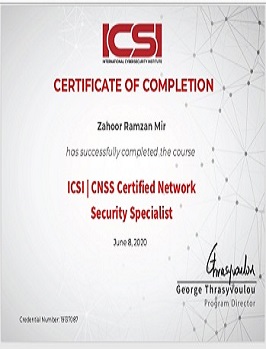 ICSI
INTERNATIONAL CYBERSECURITY INSTITUTE
CERTIFICATE OF COMPLETION
Zahoor Ramzan Mir
has successfully completed the course
ICSI | CNSS Certified Network
Security Specialist
June 8, 2020
Thrasyvoulou
George Thrasyvoulou
Program Director
Credential Number: 19137087